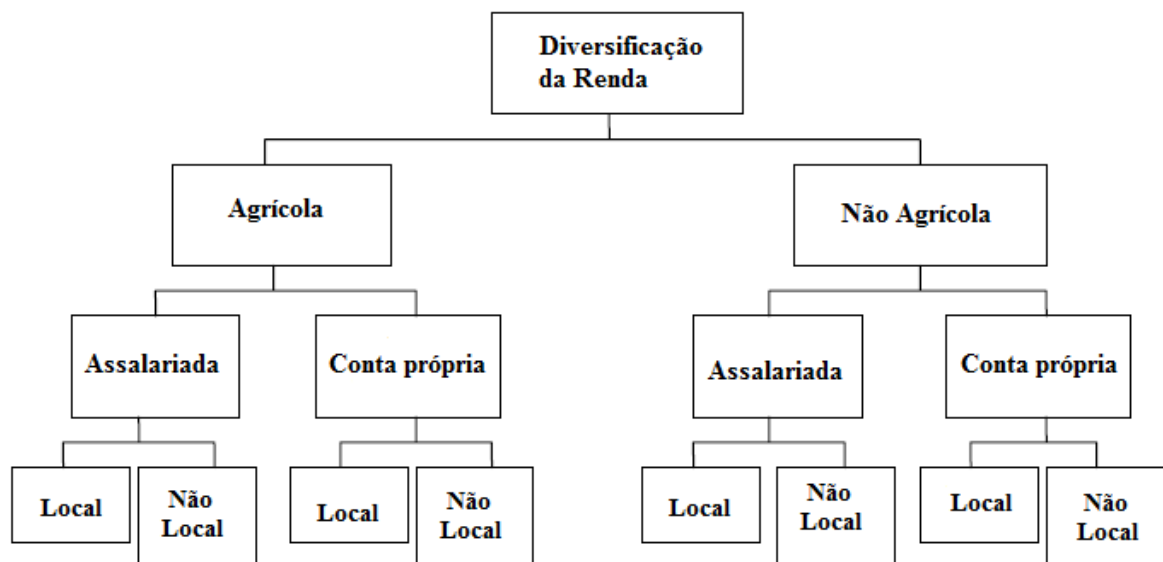 Diversificação
da Renda
Agrícola
Não Agrícola
Assalariada
Conta própria
Assalariada
Conta própria
Local
Não
Local
Local
Não
Local
Local
Não
Local
Local
Não
Local